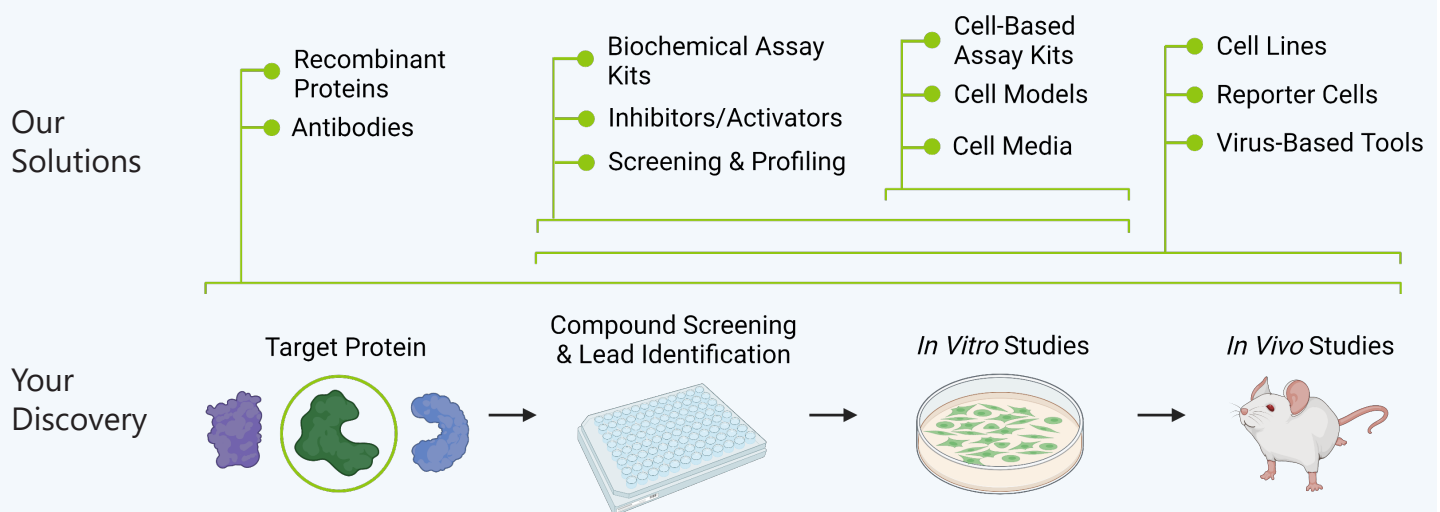 Our
Solutions
Recombinant
Proteins
Antibodies
Biochemical Assay
Kits
Inhibitors/Activators
Screening & Profiling
Cell-Based
Assay Kits
Cell Models
Cell Media
Cell Lines
Reporter Cells
Virus-Based Tools
Your
Discovery
Target Protein
Compound Screening
& Lead Identification
In Vitro Studies
In Vivo Studies